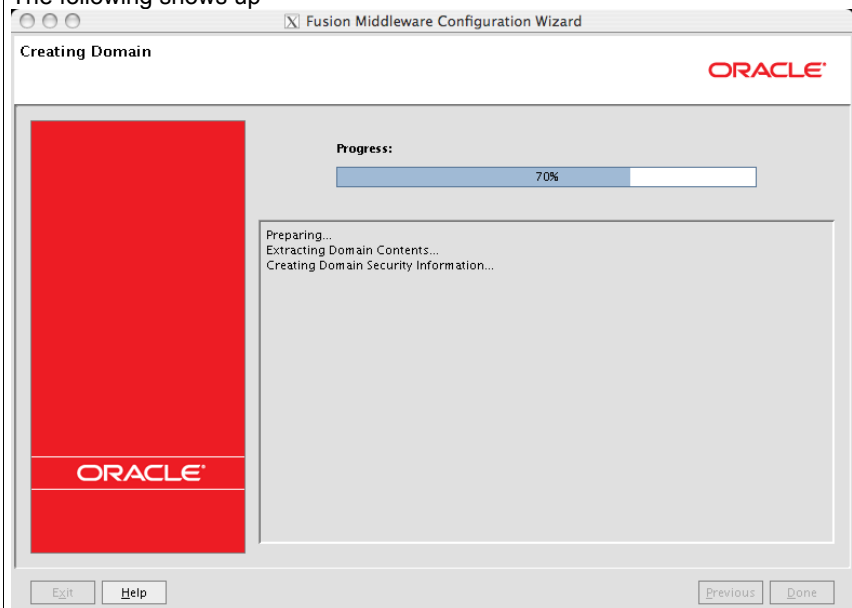 The following shows up
X Fusion Middleware Configuration Wizard
Creating Domain
ORACLE
Progress:
70%
Preparing...
Extracting Domain Contents...
Creating Domain Security Information...
ORACLE
Exit Help Previous Done